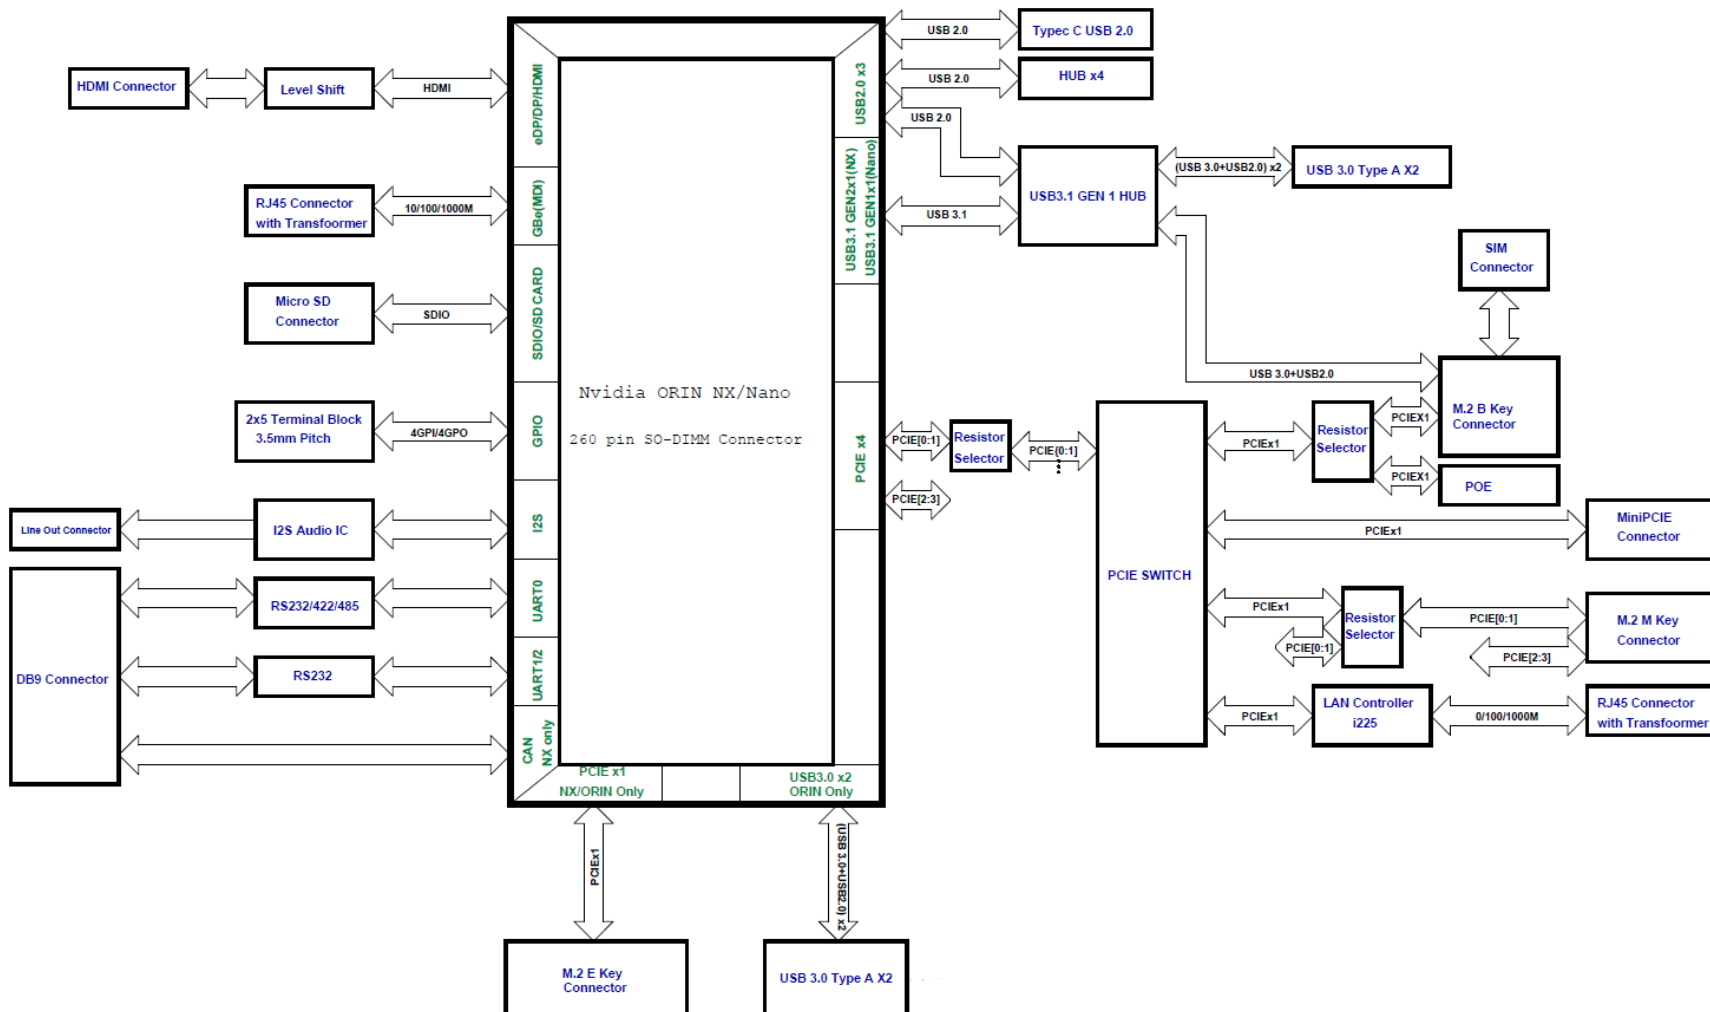 USB 2.0
Typec C USB 2.0
HDMI Connector
Level Shift
HDMI
eDP/DP/HDMI
USB2.0 x3
USB 2.0
HUB x4
USB 2.0
USB3.1 GEN2x1(NX)
USB3.1 GEN1x1(Nano)
USB3.1 GEN 1 HUB
(USB 3.0+USB2.0) x2
USB 3.0 Type A X2
RJ45 Connector
with Transfoormer
10/100/1000M
GBe(MDI)
USB 3.1
SIM
Connector
Micro SD
Connector
SDIO
SDIO/SD CARD
USB 3.0+USB2.0
Nvidia ORIN NX/Nano
260 pin SO-DIMM Connector
2x5 Terminal Block
3.5mm Pitch
4GPI/4GPO
GPIO
PCIE x4
PCIE[0:1]
Resistor
Selector
PCIE[0:1]
PCIE[2:3]
PCIE SWITCH
PCIEx1
Resistor
Selector
PCIEX1
M.2 B Key
Connector
PCIEX1
POE
Line Out Connector
I2S Audio IC
I2S
PCIEx1
MiniPCIE
Connector
DB9 Connector
RS232/422/485
UART0
PCIEx1
Resistor
Selector
PCIE[0:1]
PCIE[0:1]
M.2 M Key
Connector
PCIE[2:3]
RS232
UART1/2
PCIEx1
LAN Controller
i225
0/100/1000M
RJ45 Connector
with Transfoormer
CAN
NX only
PCIE x1
NX/ORIN Only
USB3.0 x2
ORIN Only
PCIEx1
(USB 3.0+USB2.0) x2
M.2 E Key
Connector
USB 3.0 Type A X2